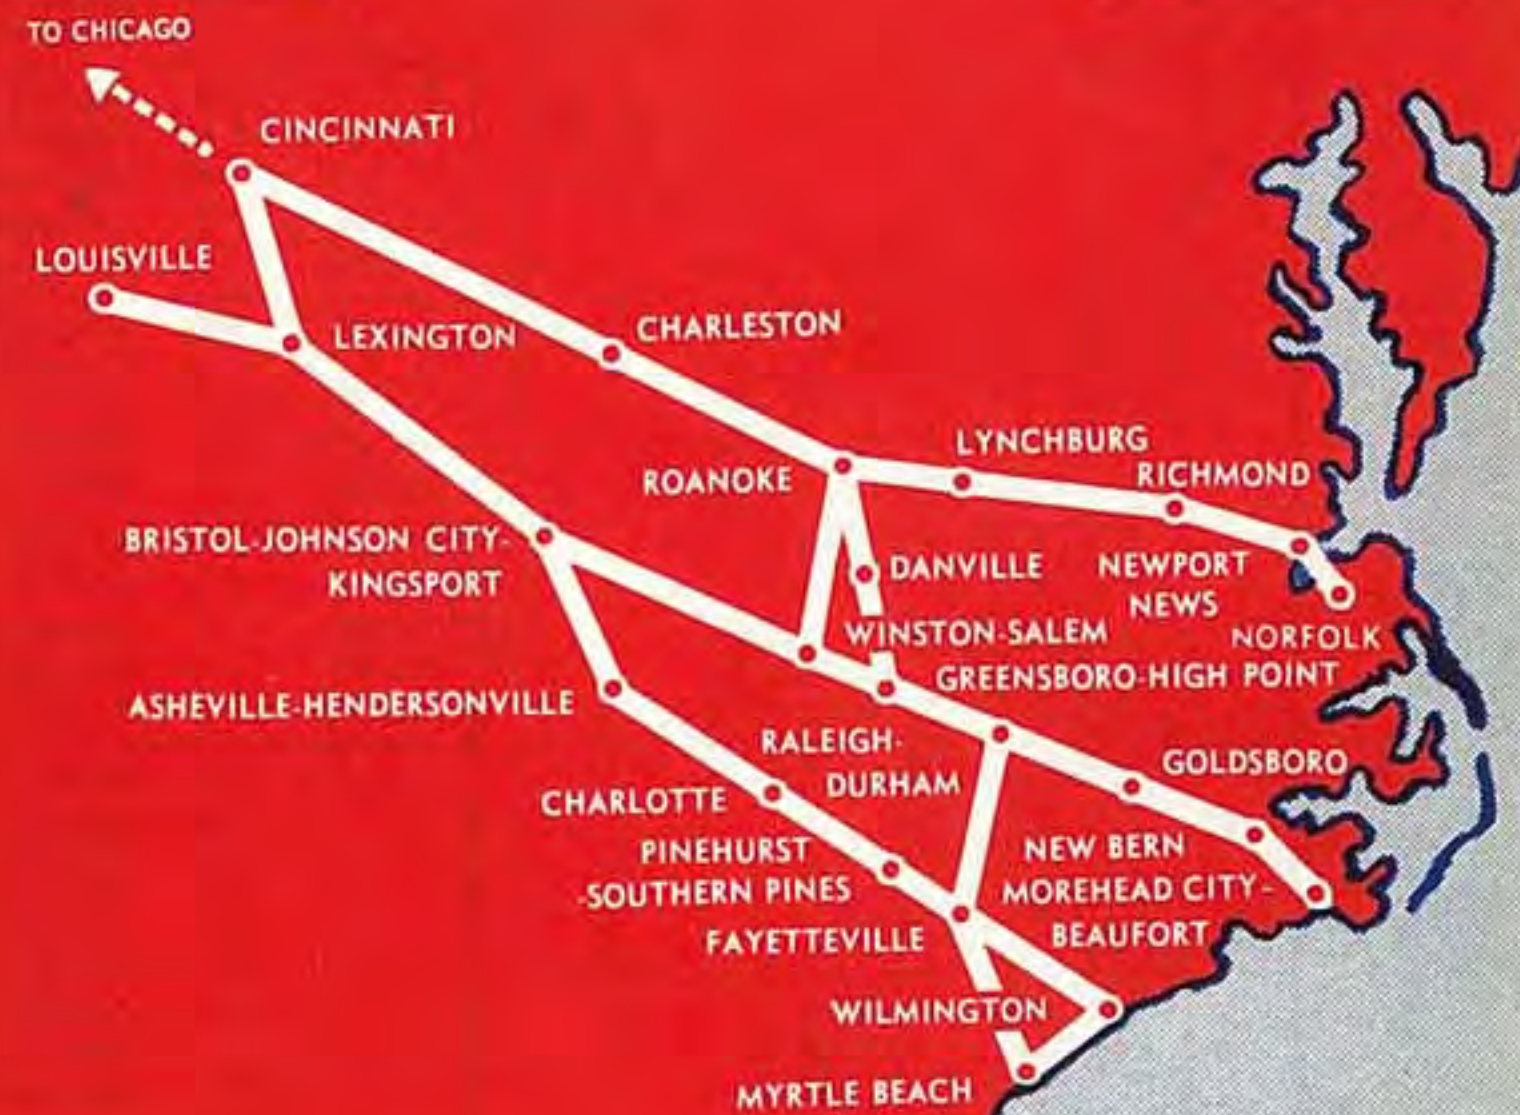 TO CHICAGO
CINCINNATI
LOUISVILLE
LEXINGTON
CHARLESTON
LYNCHBURG
ROANOKE
RICHMOND
BRISTOL-JOHNSON CITY-
KINGSPORT
DANVILLE
NEWPORT
NEWS
WINSTON-SALEM
NORFOLK
GREENSBORO-HIGH POINT
ASHEVILLE-HENDERSONVILLE
RALEIGH-
DURHAM
GOLDSBORO
CHARLOTTE
PINEHURST
-SOUTHERN PINES
NEW BERN
MOREHEAD CITY-
BEAUFORT
FAYETTEVILLE
WILMINGTON
MYRTLE BEACH